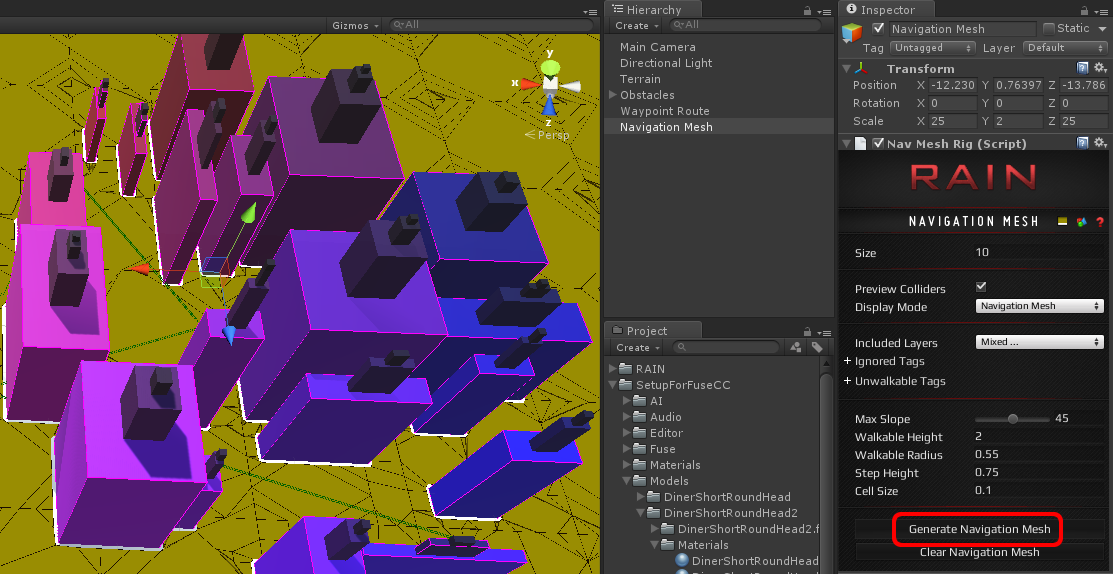 Gizmos
All
y
x
z
Persp
Hierarchy
Create
All
Main Camera
Directional Light
Terrain
Obstacles
Waypoint Route
Navigation Mesh
Project
Create
RAIN
SetupForFuseCC
AI
Audio
Editor
Fuse
Materials
Models
DinerShortRoundHead
DinerShortRoundHead2
DinerShortRoundHead2.f
Materials
DinerShortRoundHead
Inspector
Navigation Mesh Static
Tag Untagged Layer Default
Transform
Position X -12.230 Y 0.76397 Z -13.786
Rotation X 0 Y 0 Z 0
Scale X 25 Y 2 Z 25
Nav Mesh Rig (Script)
RAIN
NAVIGATION MESH ?
Size 10
Preview Colliders
Display Mode Navigation Mesh
Included Layers Mixed ...
+ Ignored Tags
+ Unwalkable Tags
Max Slope 45
Walkable Height 2
Walkable Radius 0.55
Step Height 0.75
Cell Size 0.1
Generate Navigation Mesh
Clear Navigation Mesh